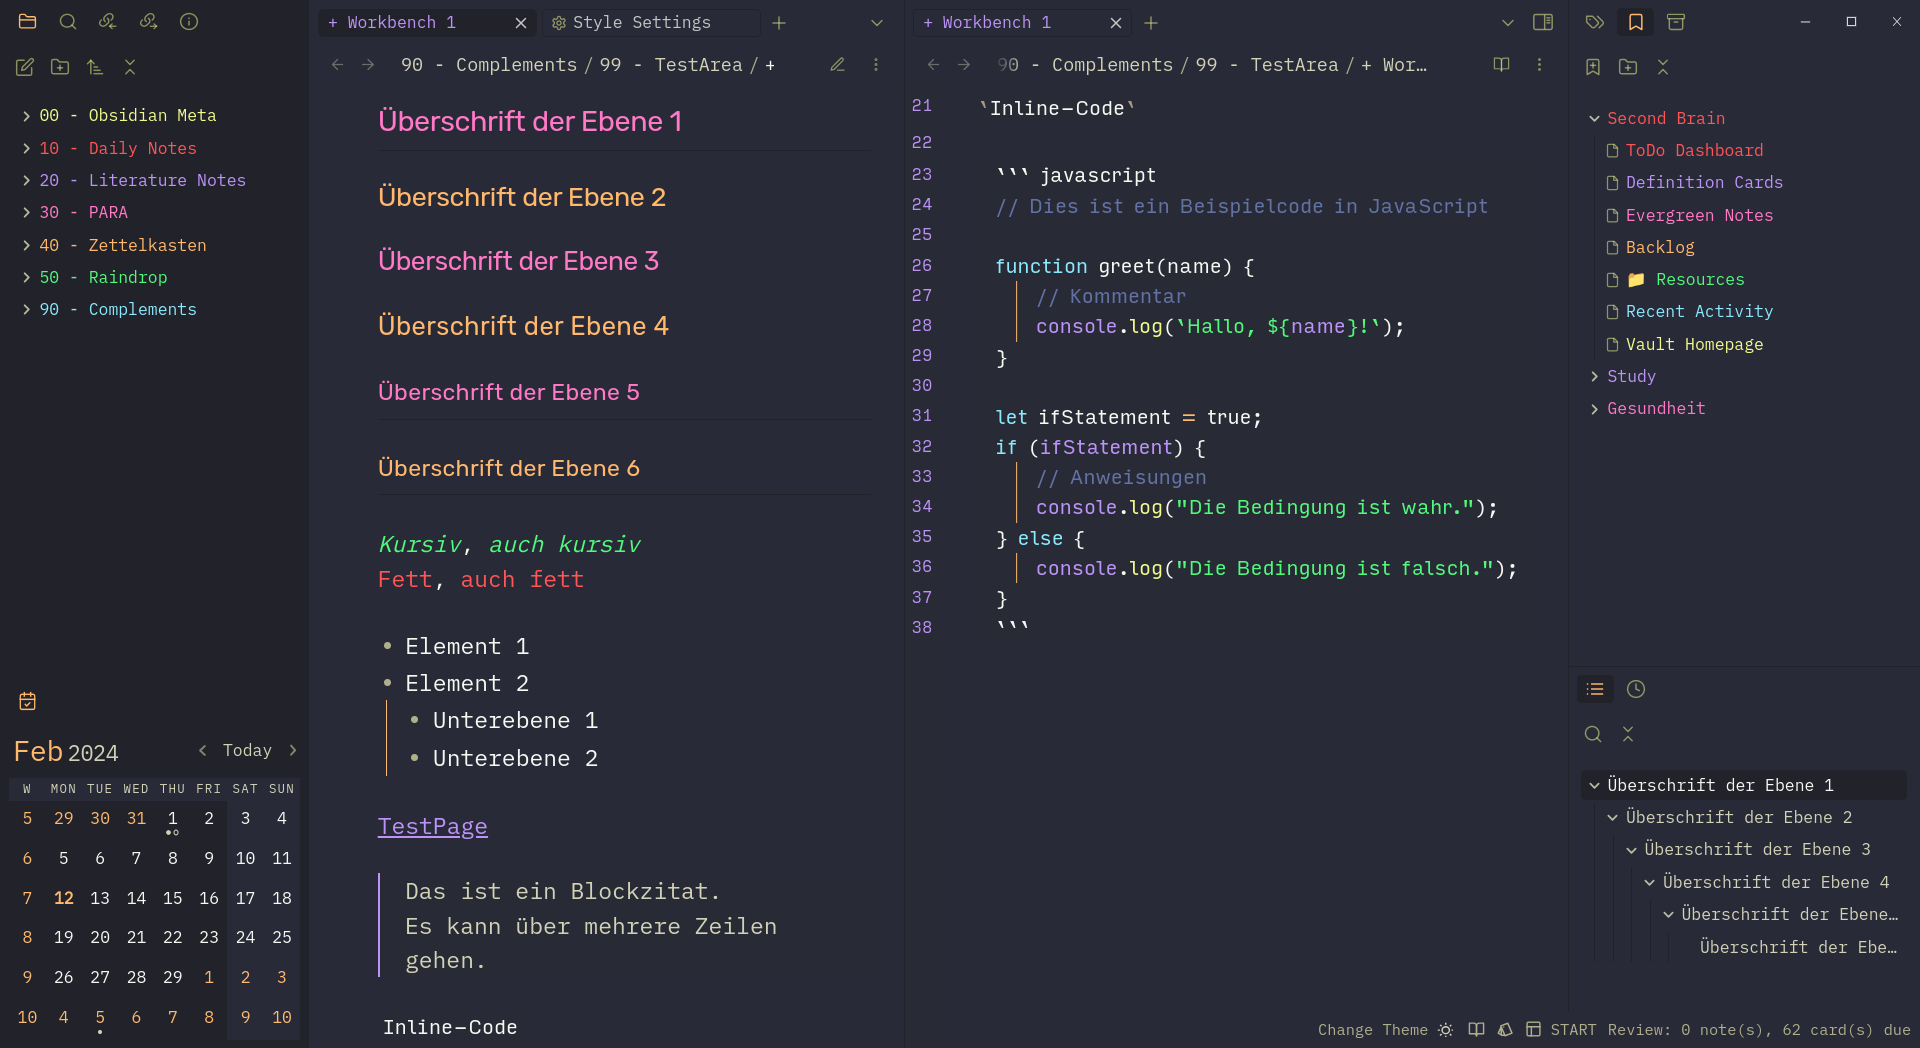 00 - Obsidian Meta
10 - Daily Notes
20 - Literature Notes
30 - PARA
40 - Zettelkasten
50 - Raindrop
90 - Complements
Feb 2024
Today
W MON TUE WED THU FRI SAT SUN
5 29 30 31 1 2 3 4
6 5 6 7 8 9 10 11
7 12 13 14 15 16 17 18
8 19 20 21 22 23 24 25
9 26 27 28 29 1 2 3
10 4 5 6 7 8 9 10
+ Workbench 1
Style Settings
90 - Complements / 99 - TestArea / +
Überschrift der Ebene 1
Überschrift der Ebene 2
Überschrift der Ebene 3
Überschrift der Ebene 4
Überschrift der Ebene 5
Überschrift der Ebene 6
Kursiv, auch kursiv
Fett, auch fett
• Element 1
• Element 2
• Unterebene 1
• Unterebene 2
TestPage
Das ist ein Blockzitat.
Es kann über mehrere Zeilen
gehen.
Inline-Code
+ Workbench 1
90 - Complements / 99 - TestArea / + Wor…
21 `Inline-Code`
22
23 ``` javascript
24 // Dies ist ein Beispielcode in JavaScript
25
26 function greet(name) {
27 // Kommentar
28 console.log(`Hallo, ${name}!`);
29 }
30
31 let ifStatement = true;
32 if (ifStatement) {
33 // Anweisungen
34 console.log("Die Bedingung ist wahr.");
35 } else {
36 console.log("Die Bedingung ist falsch.");
37 }
38 ```
Second Brain
ToDo Dashboard
Definition Cards
Evergreen Notes
Backlog
📁 Resources
Recent Activity
Vault Homepage
Study
Gesundheit
Überschrift der Ebene 1
Überschrift der Ebene 2
Überschrift der Ebene 3
Überschrift der Ebene 4
Überschrift der Ebene…
Überschrift der Ebe…
Change Theme START Review: 0 note(s), 62 card(s) due